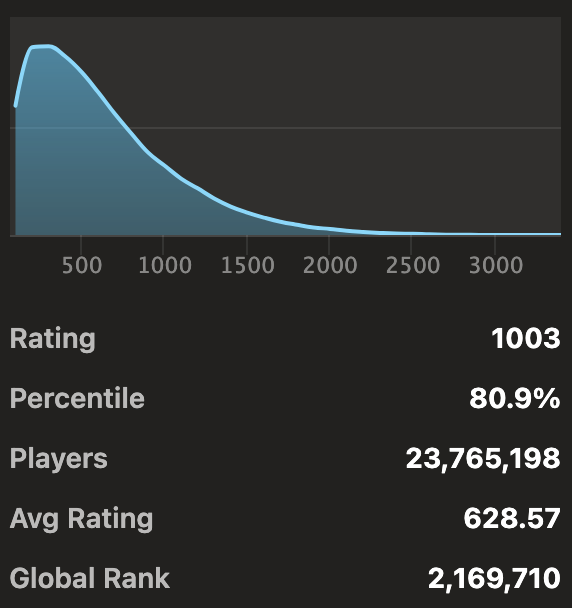 500 1000 1500 2000 2500 3000
Rating 1003
Percentile 80.9%
Players 23,765,198
Avg Rating 628.57
Global Rank 2,169,710